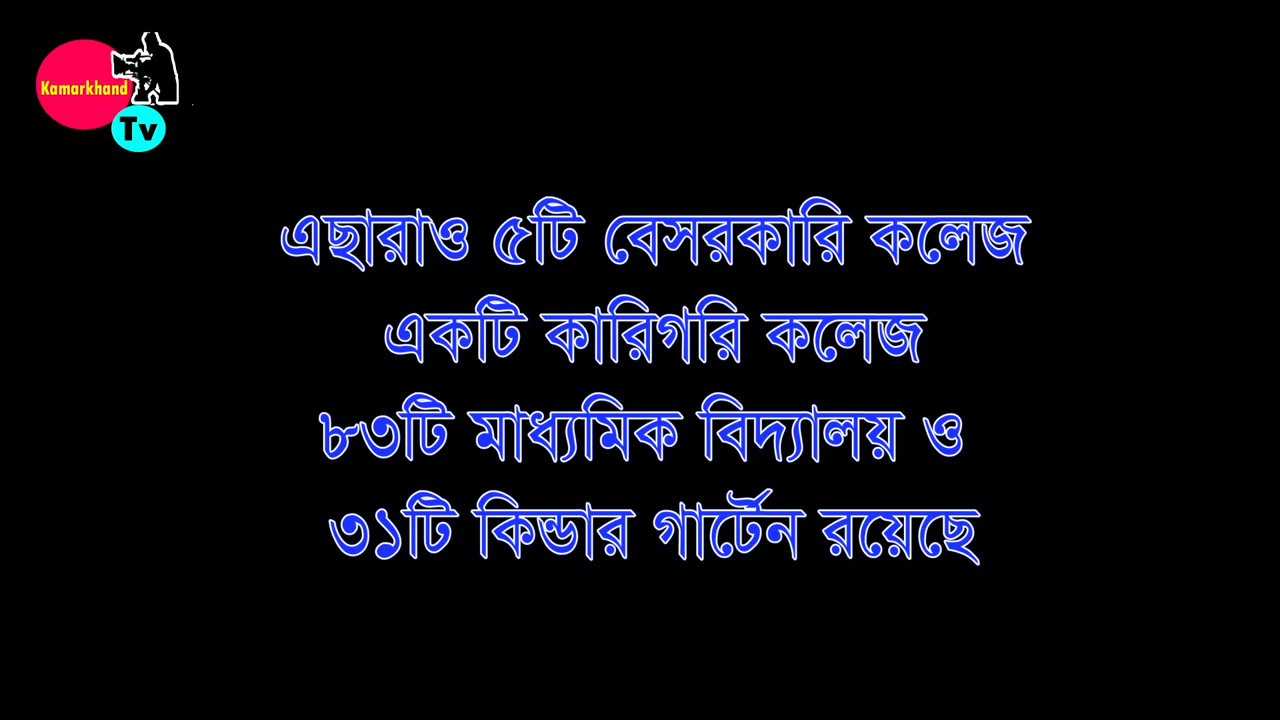 Kamarkhand
Tv
এছারাও ৫টি বেসরকারি কলেজ
একটি কারিগরি কলেজ
৮৩টি মাধ্যমিক বিদ্যালয় ও
৩১টি কিন্ডার গার্টেন রয়েছে